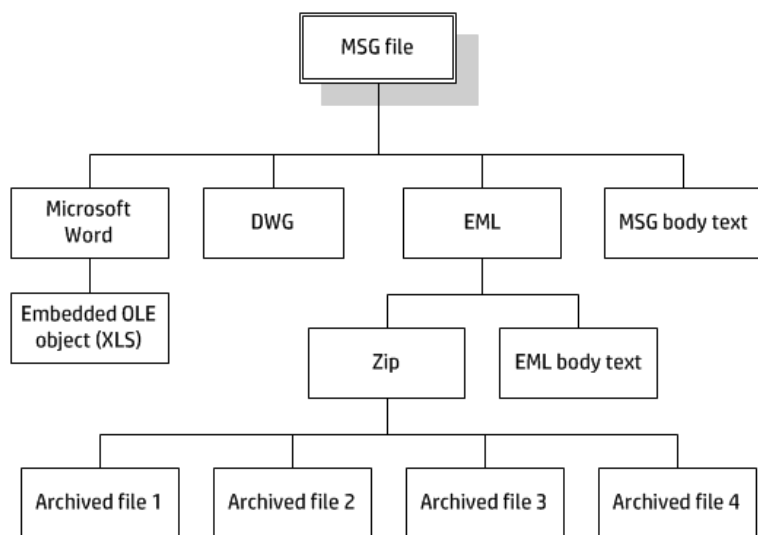 MSG file
Microsoft
Word
DWG
EML
MSG body text
Embedded OLE
object (XLS)
Zip
EML body text
Archived file 1
Archived file 2
Archived file 3
Archived file 4